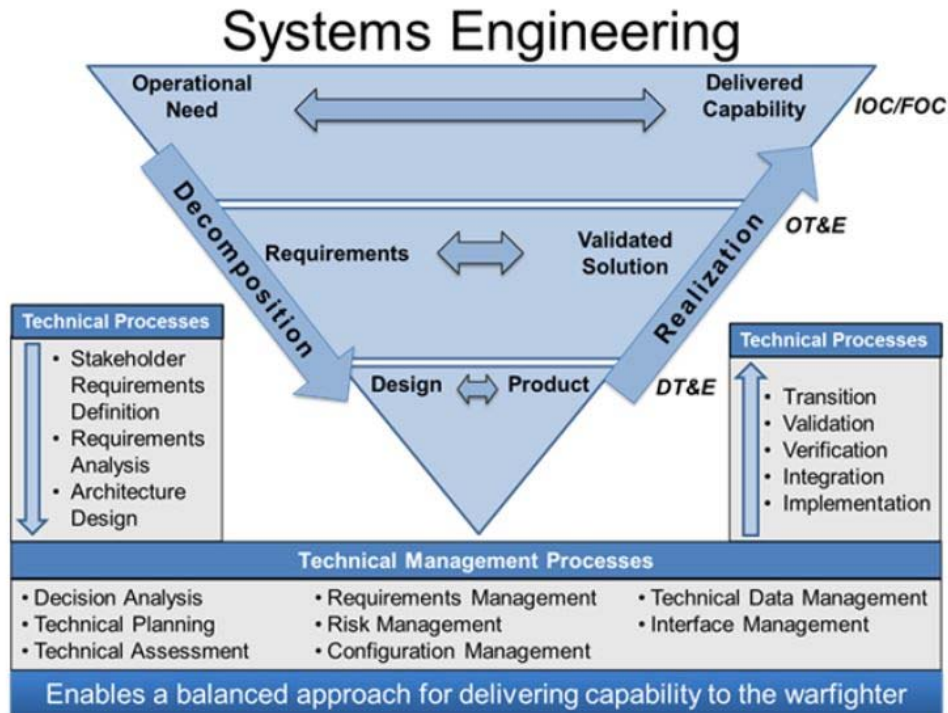 Systems Engineering
Operational
Need
Delivered
Capability
IOC/FOC
Decomposition
Realization
OT&E
Requirements
Validated
Solution
Design
Product
DT&E
Technical Processes
• Stakeholder
Requirements
Definition
• Requirements
Analysis
• Architecture
Design
Technical Processes
• Transition
• Validation
• Verification
• Integration
• Implementation
Technical Management Processes
• Decision Analysis
• Technical Planning
• Technical Assessment
• Requirements Management
• Risk Management
• Configuration Management
• Technical Data Management
• Interface Management
Enables a balanced approach for delivering capability to the warfighter